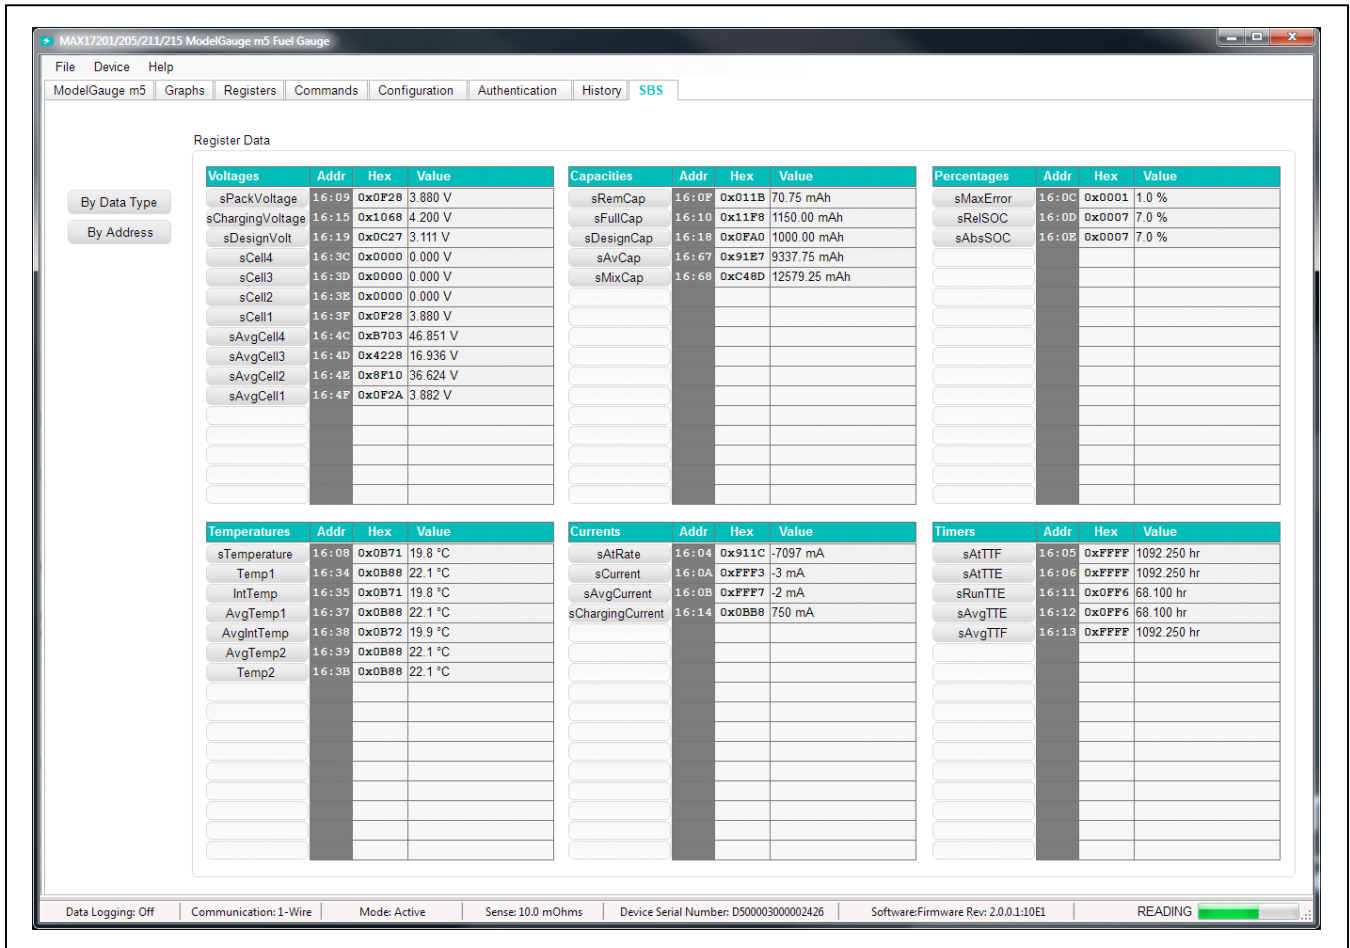 MAX17201/205/211/215 ModelGauge m5 Fuel Gauge
File Device Help
ModelGauge m5 Graphs Registers Commands Configuration Authentication History SBS
Register Data
By Data Type
By Address
Voltages Addr Hex Value
sPackVoltage 16:09 0x0F28 3.880 V
sChargingVoltage 16:15 0x1068 4.200 V
sDesignVolt 16:19 0x0C27 3.111 V
sCell4 16:3C 0x0000 0.000 V
sCell3 16:3D 0x0000 0.000 V
sCell2 16:3E 0x0000 0.000 V
sCell1 16:3F 0x0F28 3.880 V
sAvgCell4 16:4C 0xB703 46.851 V
sAvgCell3 16:4D 0x4228 16.936 V
sAvgCell2 16:4E 0x8F10 36.624 V
sAvgCell1 16:4F 0x0F2A 3.882 V
Capacities Addr Hex Value
sRemCap 16:0F 0x011B 70.75 mAh
sFullCap 16:10 0x11F8 1150.00 mAh
sDesignCap 16:18 0x0FA0 1000.00 mAh
sAvCap 16:67 0x91E7 9337.75 mAh
sMixCap 16:68 0xC48D 12579.25 mAh
Percentages Addr Hex Value
sMaxError 16:0C 0x0001 1.0 %
sRelSOC 16:0D 0x0007 7.0 %
sAbsSOC 16:0E 0x0007 7.0 %
Temperatures Addr Hex Value
sTemperature 16:08 0x0B71 19.8 °C
Temp1 16:34 0x0B88 22.1 °C
IntTemp 16:35 0x0B71 19.8 °C
AvgTemp1 16:37 0x0B88 22.1 °C
AvgIntTemp 16:38 0x0B72 19.9 °C
AvgTemp2 16:39 0x0B88 22.1 °C
Temp2 16:3B 0x0B88 22.1 °C
Currents Addr Hex Value
sAtRate 16:04 0x911C -7097 mA
sCurrent 16:0A 0xFFF3 -3 mA
sAvgCurrent 16:0B 0xFFF7 -2 mA
sChargingCurrent 16:14 0x0BB8 750 mA
Timers Addr Hex Value
sAtTTF 16:05 0xFFFF 1092.250 hr
sAtTTE 16:06 0xFFFF 1092.250 hr
sRunTTE 16:11 0x0FF6 68.100 hr
sAvgTTE 16:12 0x0FF6 68.100 hr
sAvgTTF 16:13 0xFFFF 1092.250 hr
Data Logging: Off Communication: 1-Wire Mode: Active Sense: 10.0 mOhms Device Serial Number: D500003000002426 Software:Firmware Rev: 2.0.0.1:10E1 READING